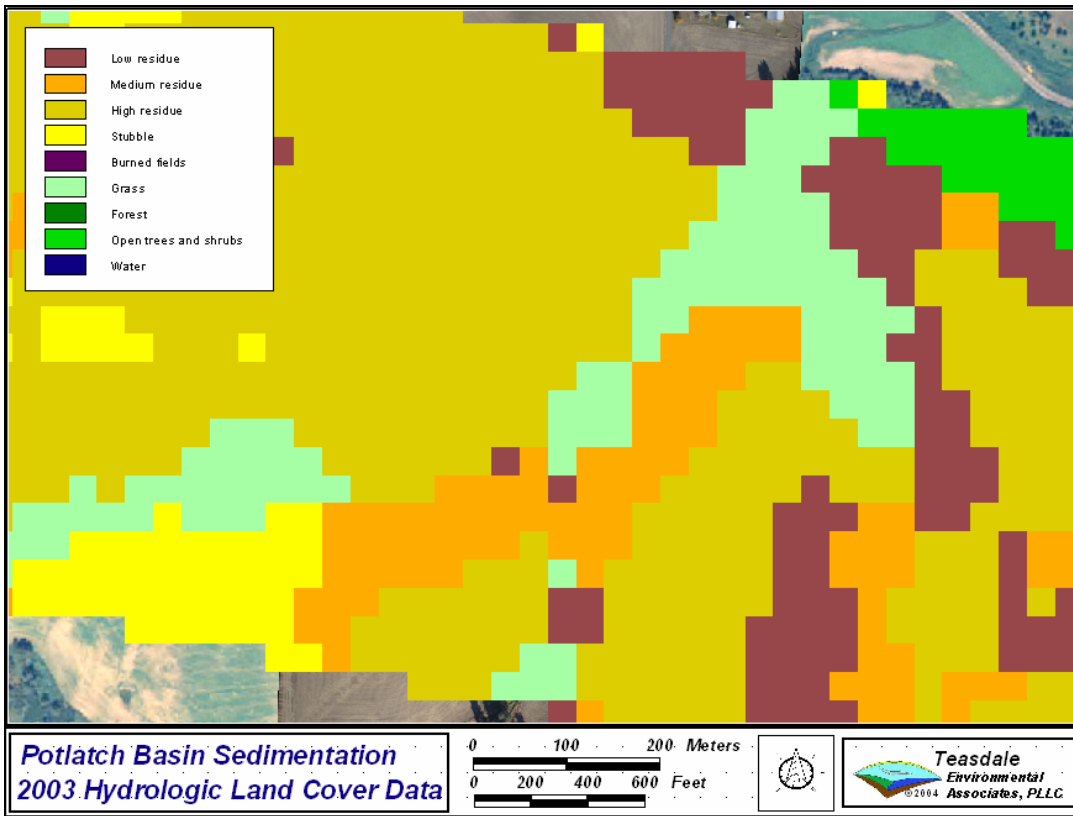 Low residue
Medium residue
High residue
Stubble
Burned fields
Grass
Forest
Open trees and shrubs
Water
Potlatch Basin Sedimentation
2003 Hydrologic Land Cover Data
0 100 200 Meters
0 200 400 600 Feet
Teasdale
Environmental
©2004 Associates, PLLC